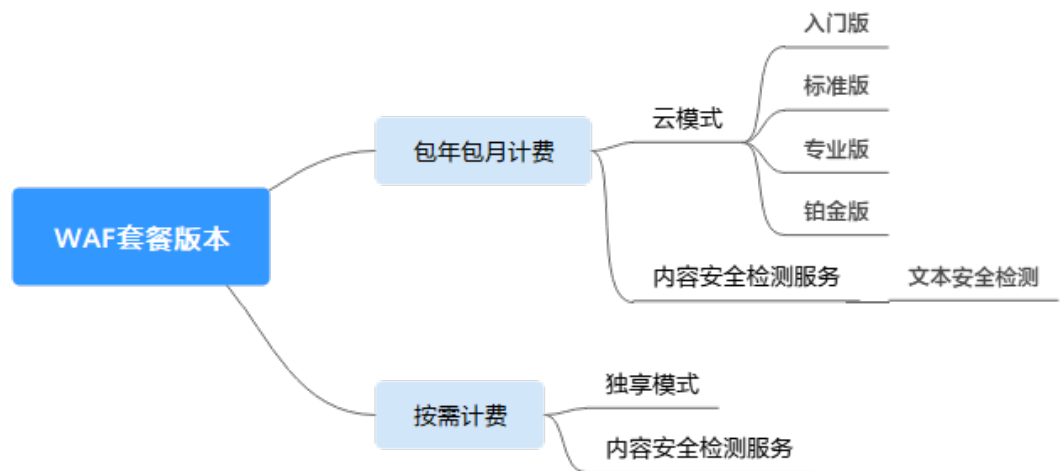 WAF套餐版本
包年包月计费
云模式
入门版
标准版
专业版
铂金版
内容安全检测服务
文本安全检测
按需计费
独享模式
内容安全检测服务